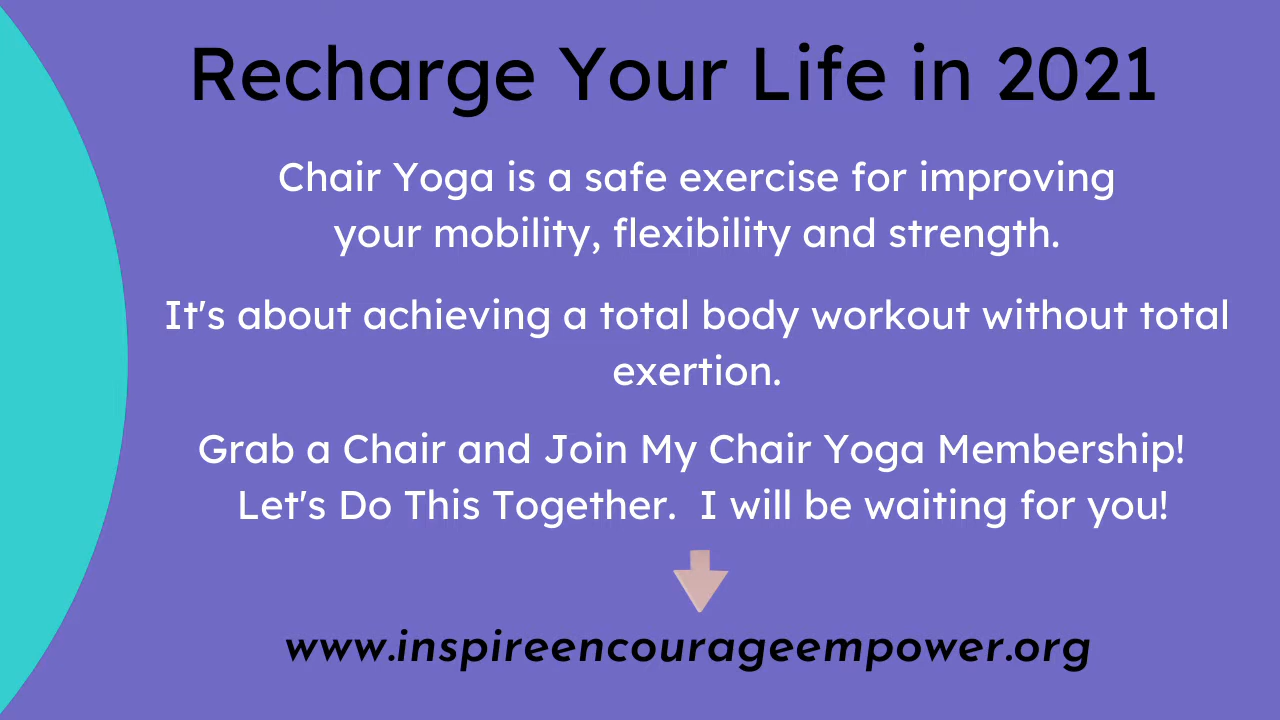 Recharge Your Life in 2021
Chair Yoga is a safe exercise for improving
your mobility, flexibility and strength.
It's about achieving a total body workout without total
exertion.
Grab a Chair and Join My Chair Yoga Membership!
Let's Do This Together.  I will be waiting for you!
www.inspireencourageempower.org